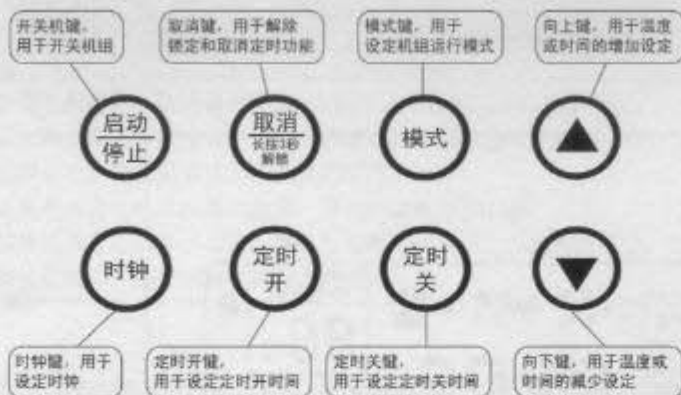 开关机键，
用于开关机组
取消键，用于解除
锁定和取消定时功能
模式键，用于
设定机组运行模式
向上键，用于温度
或时间的增加设定
启动
停止
取消
长按3秒
解锁
模式
时钟
定时
开
定时
关
时钟键，用于
设定时钟
定时开键，
用于设定定时开时间
定时关键，
用于设定定时关时间
向下键，用于温度或
时间的减少设定